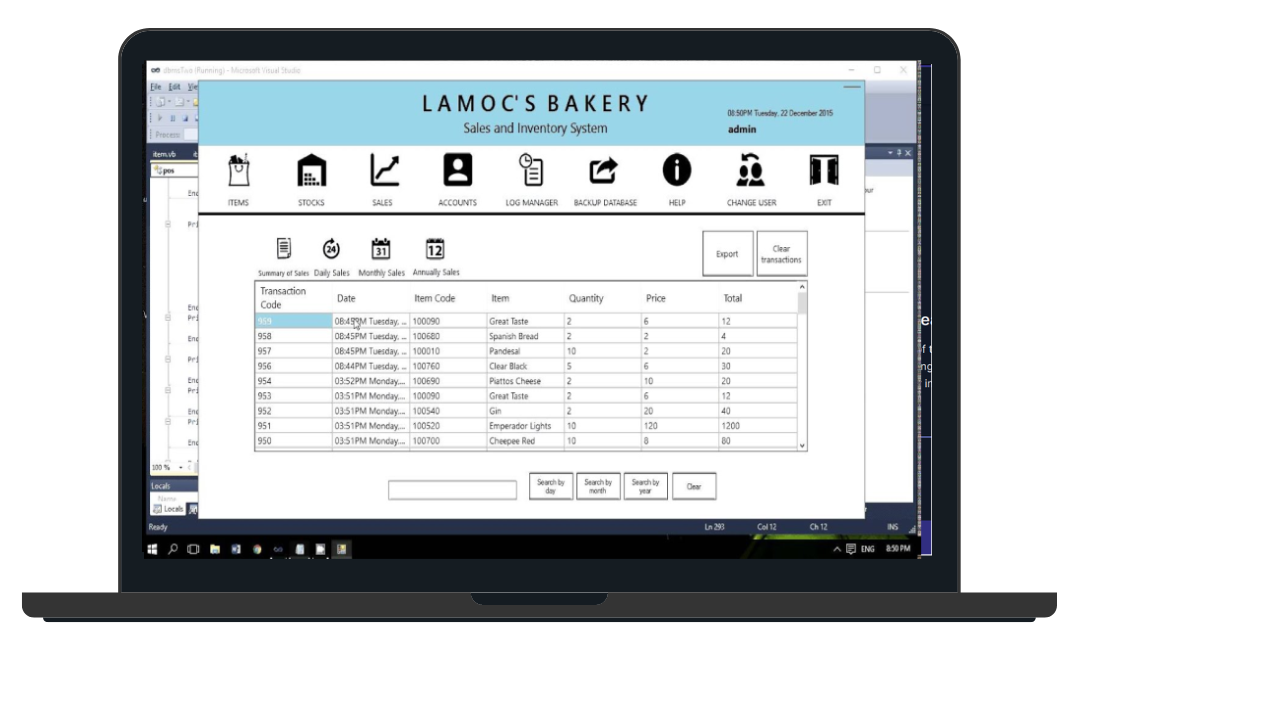 dbmsTwo (Running) - Microsoft Visual Studio
File Edit
LAMOC'S BAKERY
Sales and Inventory System
08:50PM Tuesday, 22 December 2015
admin
Process:
item.vb
pos
ITEMS STOCKS SALES ACCOUNTS LOG MANAGER BACKUP DATABASE HELP CHANGE USER EXIT
Summary of Sales Daily Sales Monthly Sales Annually Sales
24 31 12
Export
Clear
transactions
Transaction
Code Date Item Code Item Quantity Price Total
959 08:45PM Tuesday, ... 100090 Great Taste 2 6 12
958 08:45PM Tuesday, ... 100680 Spanish Bread 2 2 4
957 08:45PM Tuesday, ... 100010 Pandesal 10 2 20
956 08:44PM Tuesday, ... 100760 Clear Black 5 6 30
954 03:52PM Monday,... 100690 Piattos Cheese 2 10 20
953 03:51PM Monday,... 100090 Great Taste 2 6 12
952 03:51PM Monday,... 100540 Gin 2 20 40
951 03:51PM Monday,... 100520 Emperador Lights 10 120 1200
950 03:51PM Monday,... 100700 Cheepee Red 10 8 80
Search by
day
Search by
month
Search by
year
Clear
100 %
Locals
Name
Locals
Ready Ln 293 Col 12 Ch 12 INS
ENG 8:50 PM